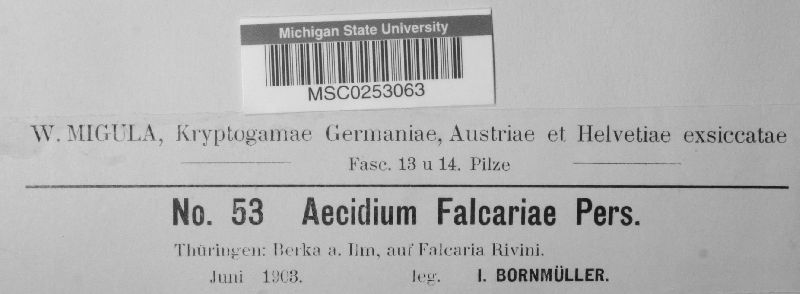 Michigan State University
MSC0253063
W. MIGULA, Kryptogamae Germaniae, Austriae et Helvetiae exsiccatae
Fasc. 13 u 14. Pilze
No. 53 Aecidium Falcariae Pers.
Thüringen: Berka a. Ilm, auf Falcaria Rivini.
Juni 1903. leg. I. BORNMÜLLER.